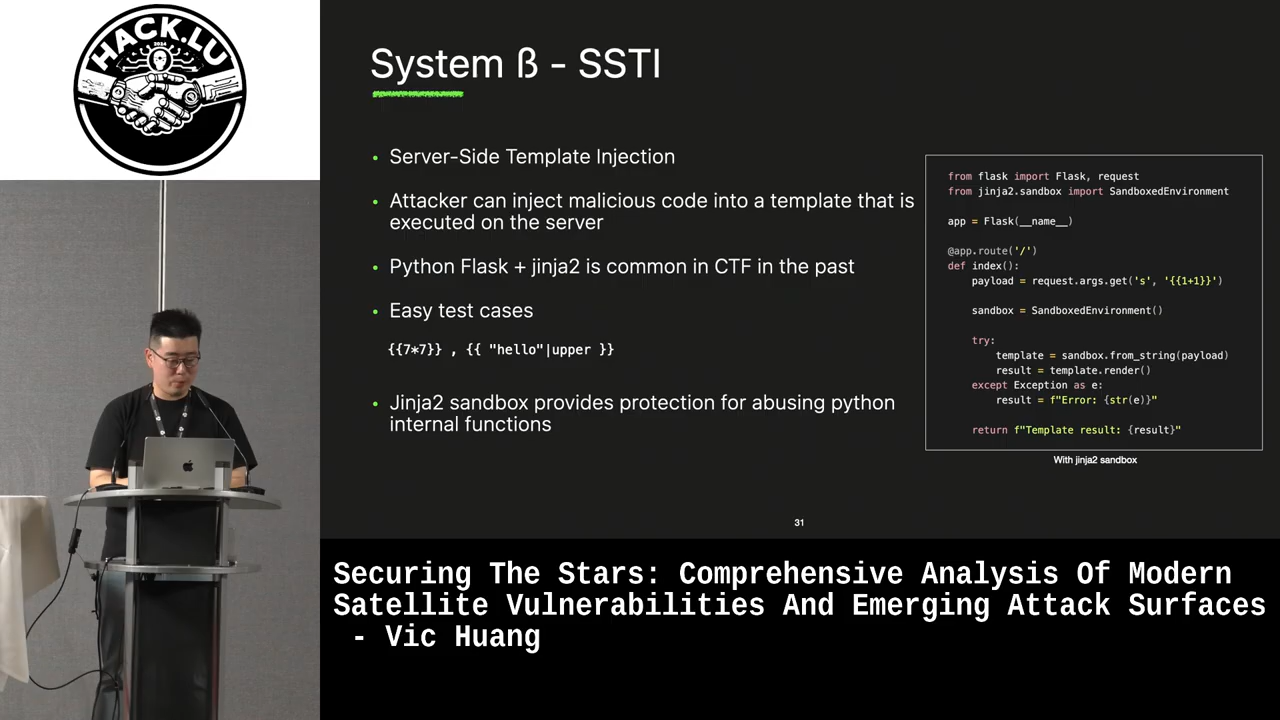 HACK.LU
2024
System ß - SSTI
• Server-Side Template Injection
• Attacker can inject malicious code into a template that is
executed on the server
• Python Flask + jinja2 is common in CTF in the past
• Easy test cases
{{7*7}} , {{ "hello"|upper }}
• Jinja2 sandbox provides protection for abusing python
internal functions
from flask import Flask, request
from jinja2.sandbox import SandboxedEnvironment
app = Flask(__name__)
@app.route('/')
def index():
payload = request.args.get('s', '{{1+1}}')
sandbox = SandboxedEnvironment()
try:
template = sandbox.from_string(payload)
result = template.render()
except Exception as e:
result = f"Error: {str(e)}"
return f"Template result: {result}"
With jinja2 sandbox
31
Securing The Stars: Comprehensive Analysis Of Modern
Satellite Vulnerabilities And Emerging Attack Surfaces
- Vic Huang